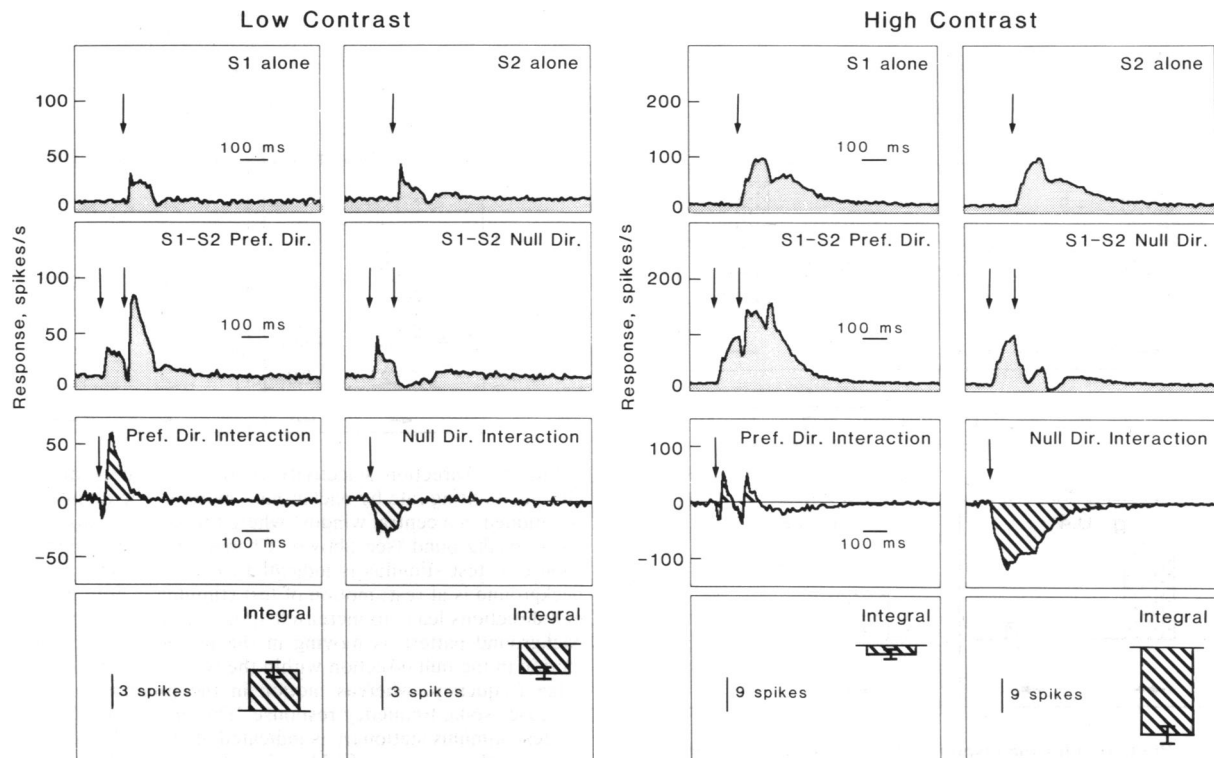 Low Contrast
High Contrast
S1 alone
S2 alone
S1 alone
S2 alone
100
50
0
100 ms
200
100
0
100 ms
S1-S2 Pref. Dir.
S1-S2 Null Dir.
S1-S2 Pref. Dir.
S1-S2 Null Dir.
Response, spikes/s
100
50
0
100 ms
Response, spikes/s
200
0
100 ms
Pref. Dir. Interaction
Null Dir. Interaction
Pref. Dir. Interaction
Null Dir. Interaction
50
0
-50
100 ms
100
0
-100
100 ms
Integral
Integral
Integral
Integral
3 spikes
3 spikes
9 spikes
9 spikes